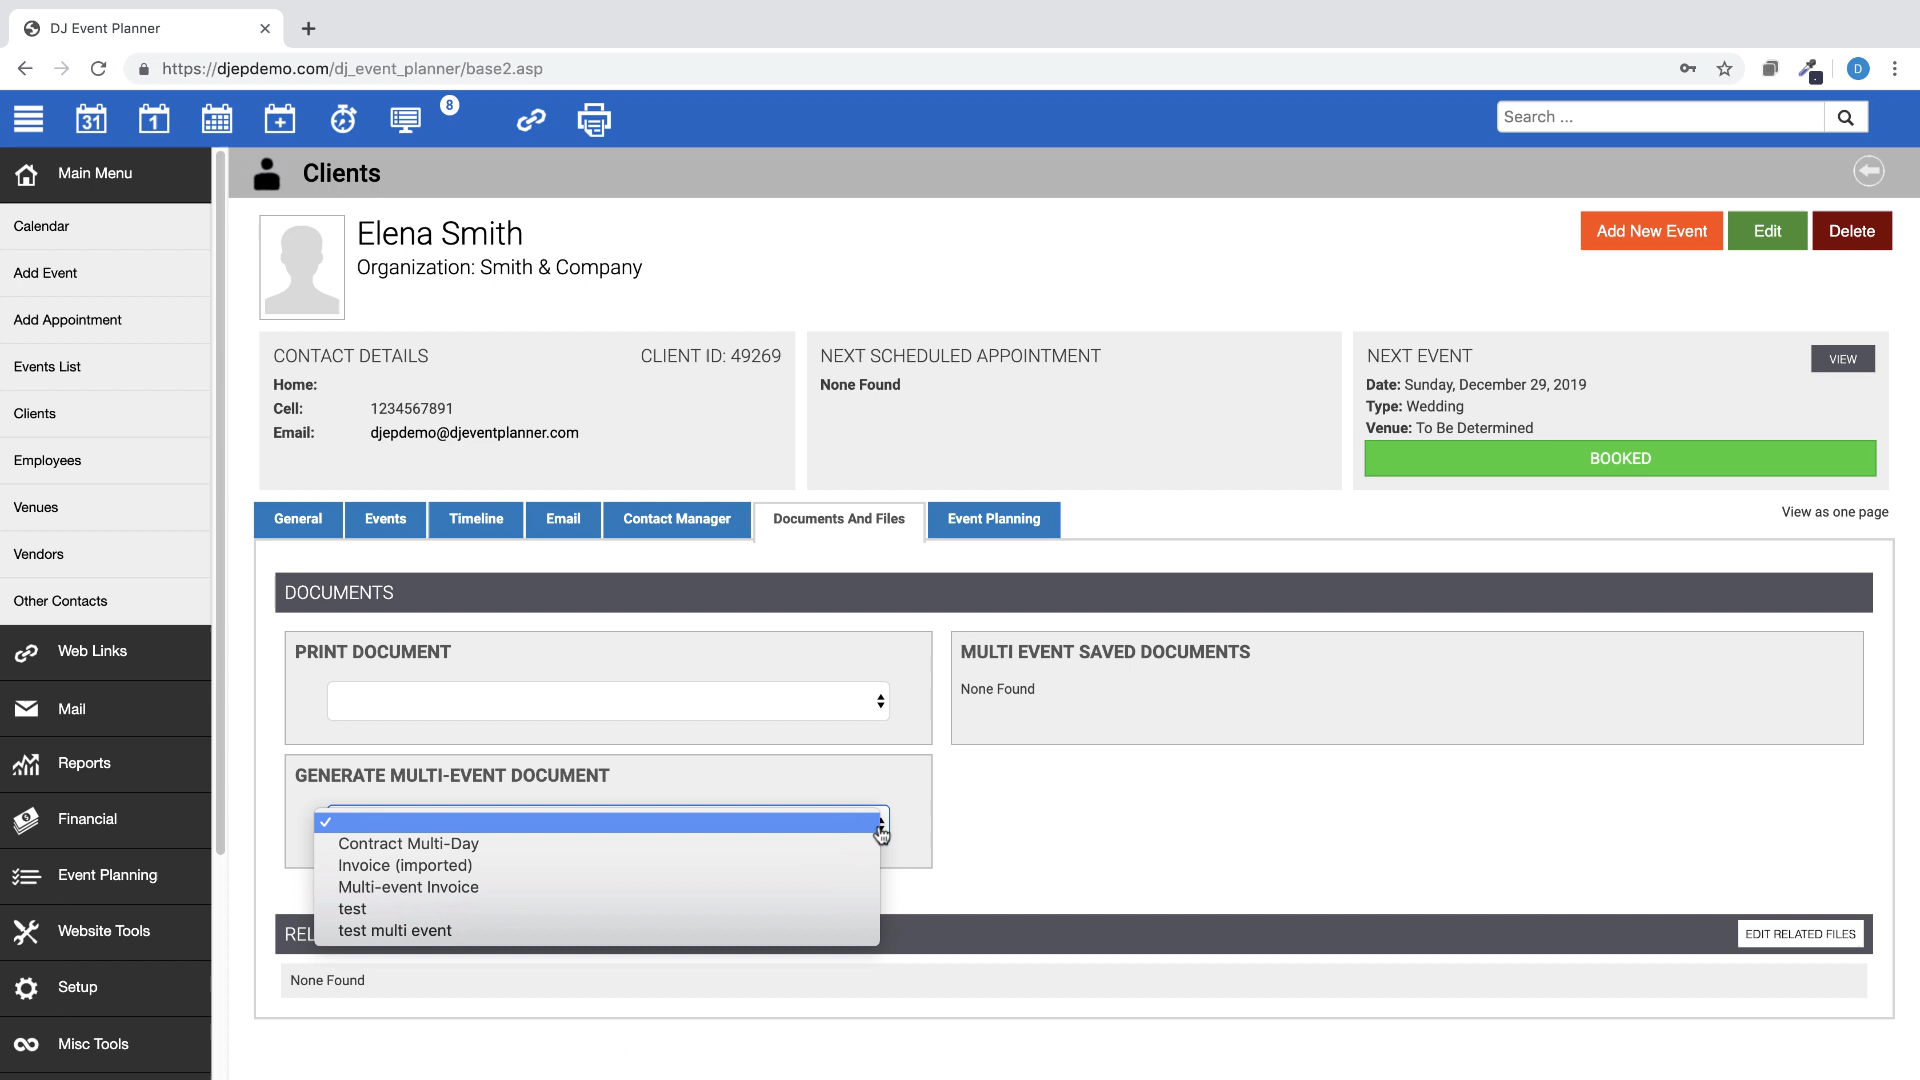 DJ Event Planner
https://djepdemo.com/dj_event_planner/base2.asp
D
31
1
8
Search ...
Main Menu
Calendar
Add Event
Add Appointment
Events List
Clients
Employees
Venues
Vendors
Other Contacts
Web Links
Mail
Reports
Financial
Event Planning
Website Tools
Setup
Misc Tools
Clients
Elena Smith
Organization: Smith & Company
Add New Event
Edit
Delete
CONTACT DETAILS
CLIENT ID: 49269
Home:
Cell: 1234567891
Email: djepdemo@djeventplanner.com
NEXT SCHEDULED APPOINTMENT
None Found
NEXT EVENT
VIEW
Date: Sunday, December 29, 2019
Type: Wedding
Venue: To Be Determined
BOOKED
General
Events
Timeline
Email
Contact Manager
Documents And Files
Event Planning
View as one page
DOCUMENTS
PRINT DOCUMENT
MULTI EVENT SAVED DOCUMENTS
None Found
GENERATE MULTI-EVENT DOCUMENT
Contract Multi-Day
Invoice (imported)
Multi-event Invoice
test
test multi event
REL
EDIT RELATED FILES
None Found